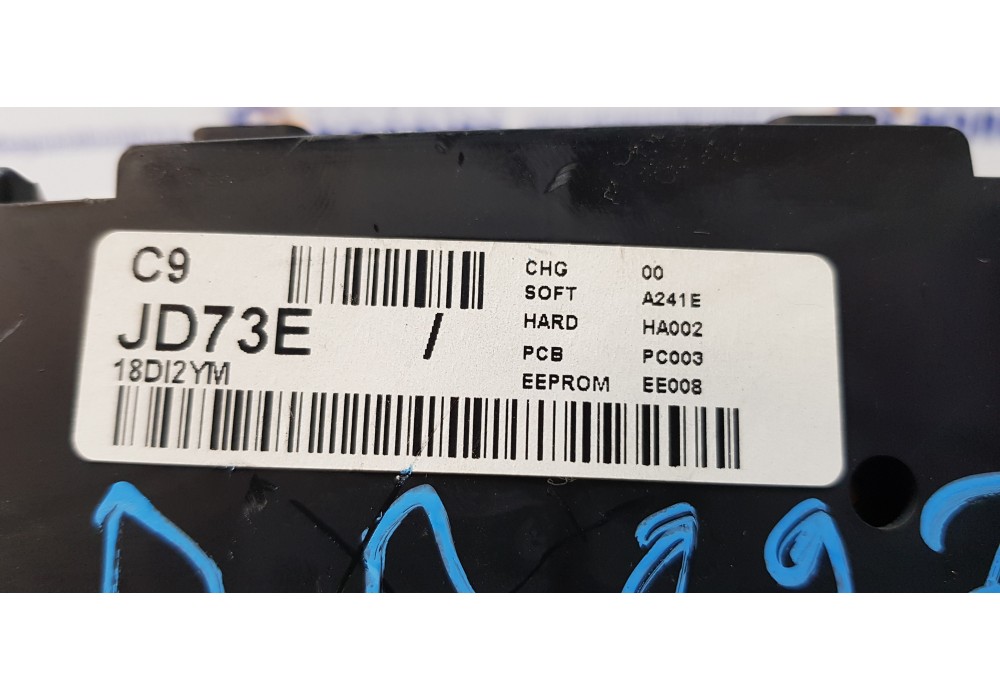 C9
JD73E /
18DI2YM
CHG 00
SOFT A241E
HARD HA002
PCB PC003
EEPROM EE008